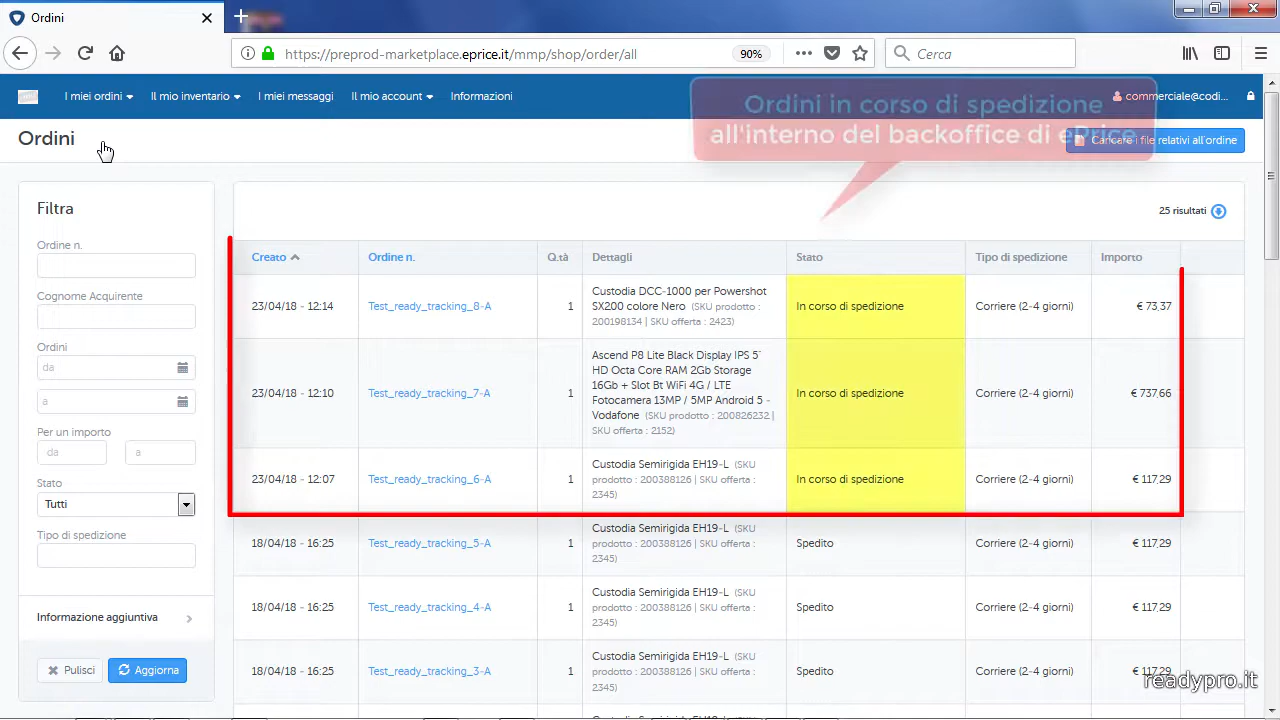 Ordini
https://preprod-marketplace.eprice.it/mmp/shop/order/all
90%
Cerca
I miei ordini
Il mio inventario
I miei messaggi
Il mio account
Informazioni
commerciale@codi...
Ordini
Ordini in corso di spedizione
all'interno del backoffice di ePrice
Caricare i file relativi all'ordine
Filtra
Ordine n.
Cognome Acquirente
Ordini
da
a
Per un importo
da
a
Stato
Tutti
Tipo di spedizione
Informazione aggiuntiva
Pulisci
Aggiorna
25 risultati
Creato
Ordine n.
Q.tà
Dettagli
Stato
Tipo di spedizione
Importo
23/04/18 - 12:14
Test_ready_tracking_8-A
1
Custodia DCC-1000 per Powershot
SX200 colore Nero (SKU prodotto :
200198134 | SKU offerta : 2423)
In corso di spedizione
Corriere (2-4 giorni)
€ 73,37
23/04/18 - 12:10
Test_ready_tracking_7-A
1
Ascend P8 Lite Black Display IPS 5"
HD Octa Core RAM 2Gb Storage
16Gb + Slot Bt WiFi 4G / LTE
Fotocamera 13MP / 5MP Android 5 -
Vodafone (SKU prodotto : 200826232 |
SKU offerta : 2152)
In corso di spedizione
Corriere (2-4 giorni)
€ 737,66
23/04/18 - 12:07
Test_ready_tracking_6-A
1
Custodia Semirigida EH19-L (SKU
prodotto : 200388126 | SKU offerta :
2345)
In corso di spedizione
Corriere (2-4 giorni)
€ 117,29
18/04/18 - 16:25
Test_ready_tracking_5-A
1
Custodia Semirigida EH19-L (SKU
prodotto : 200388126 | SKU offerta :
2345)
Spedito
Corriere (2-4 giorni)
€ 117,29
18/04/18 - 16:25
Test_ready_tracking_4-A
1
Custodia Semirigida EH19-L (SKU
prodotto : 200388126 | SKU offerta :
2345)
Spedito
Corriere (2-4 giorni)
€ 117,29
18/04/18 - 16:25
Test_ready_tracking_3-A
1
Custodia Semirigida EH19-L (SKU
prodotto : 200388126 | SKU offerta :
2345)
Spedito
Corriere (2-4 giorni)
€ 117,29
readypro.it